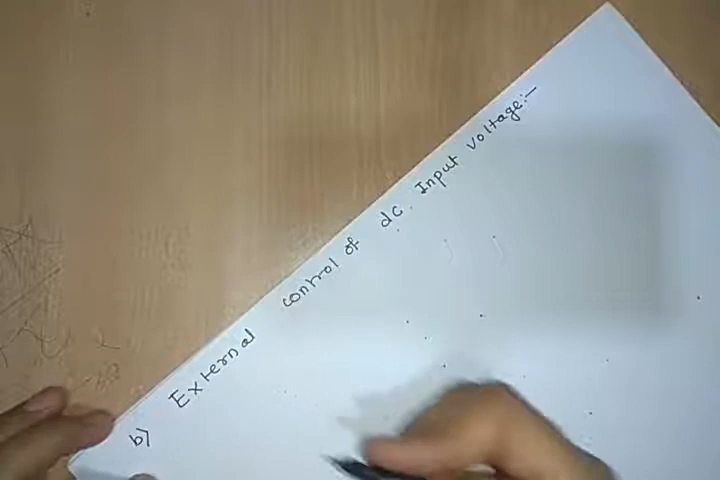 b) External control of dc. Input voltage:-